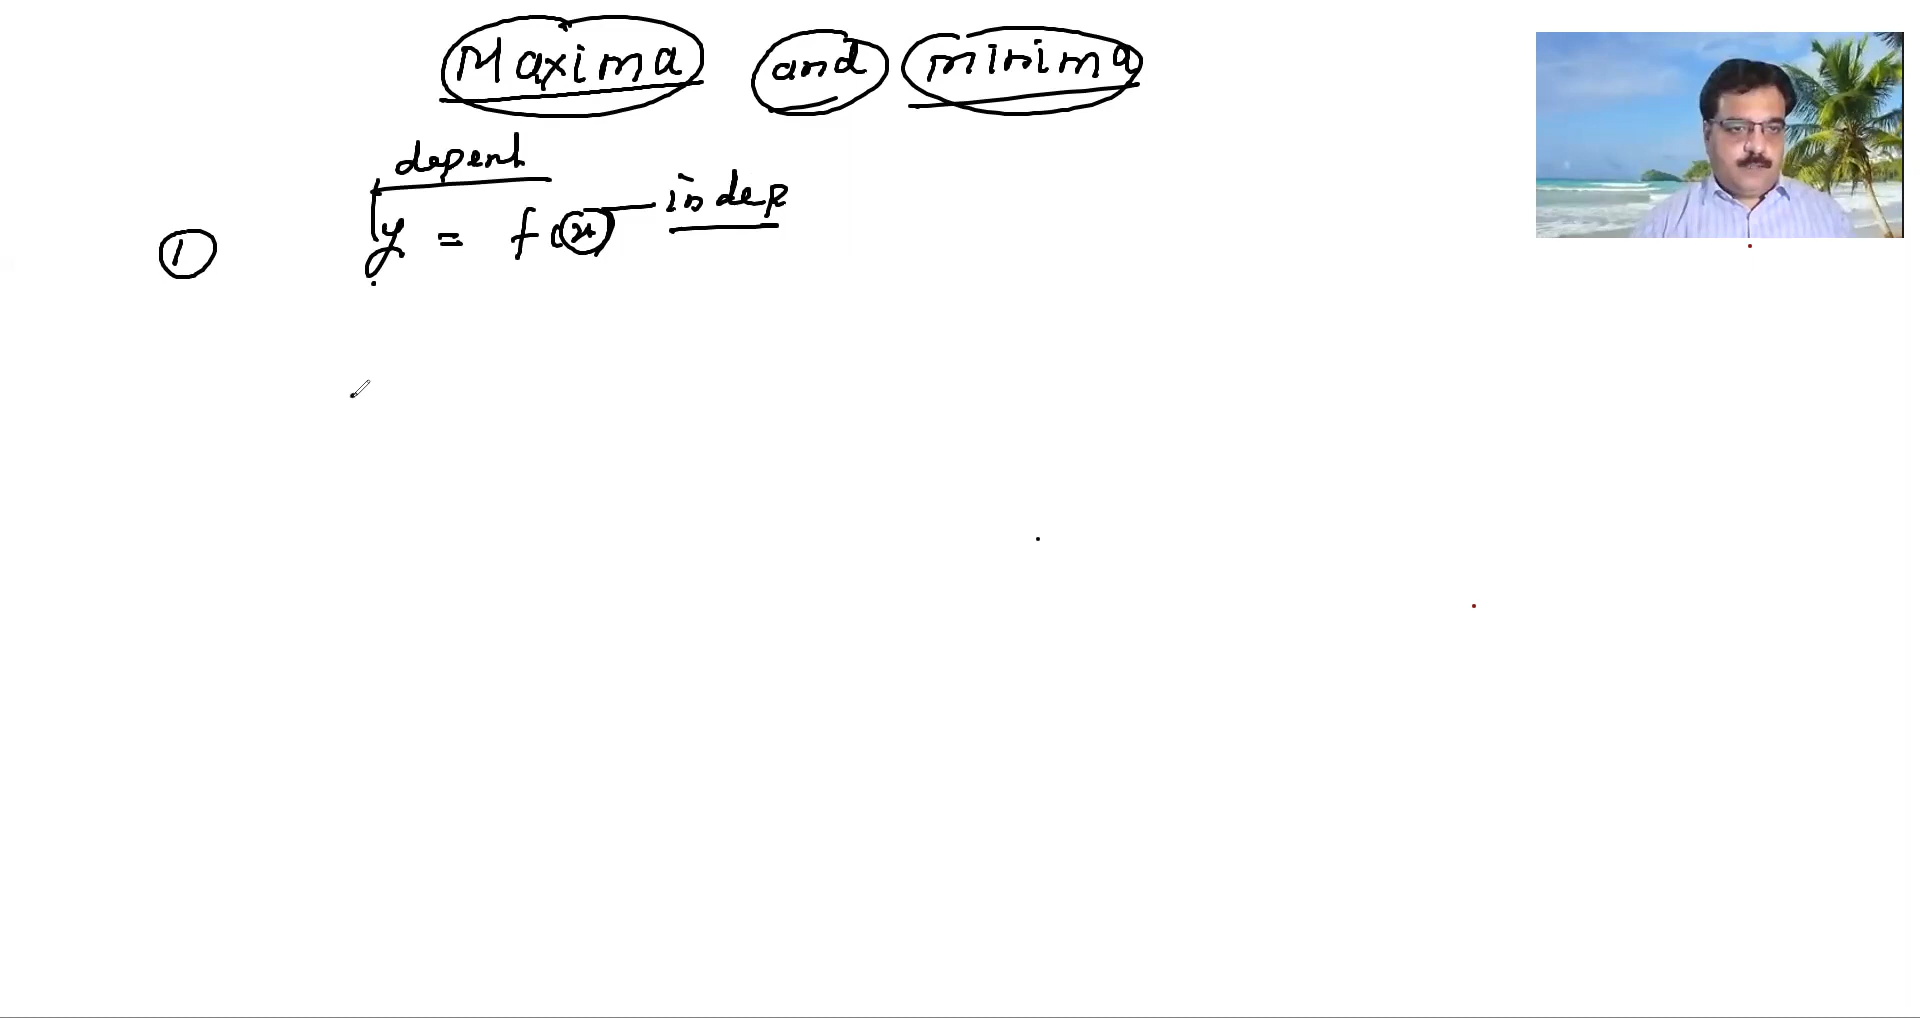 Maxima and minima
depent
indep
① y = f(x)